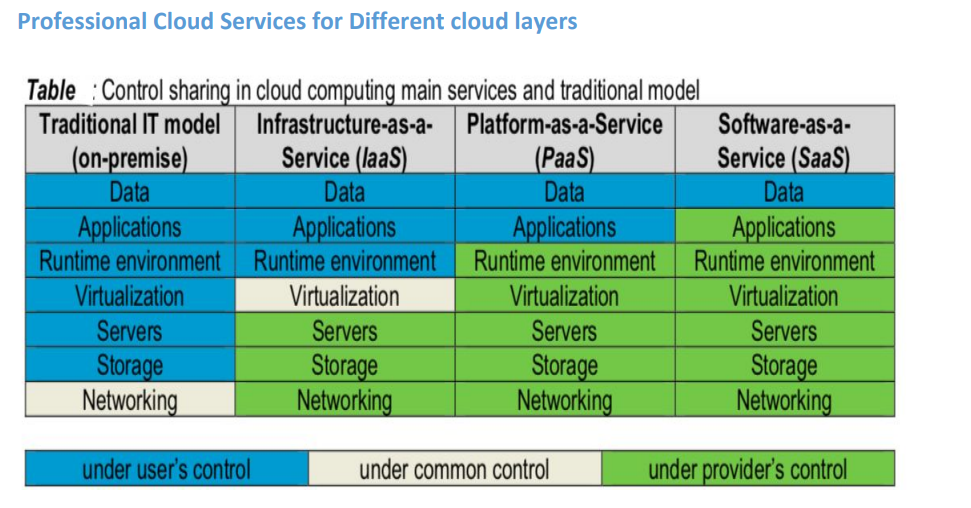 Professional Cloud Services for Different cloud layers
Table : Control sharing in cloud computing main services and traditional model
Traditional IT model (on-premise) Infrastructure-as-a-Service (IaaS) Platform-as-a-Service (PaaS) Software-as-a-Service (SaaS)
Data Data Data Data
Applications Applications Applications Applications
Runtime environment Runtime environment Runtime environment Runtime environment
Virtualization Virtualization Virtualization Virtualization
Servers Servers Servers Servers
Storage Storage Storage Storage
Networking Networking Networking Networking
under user's control under common control under provider's control